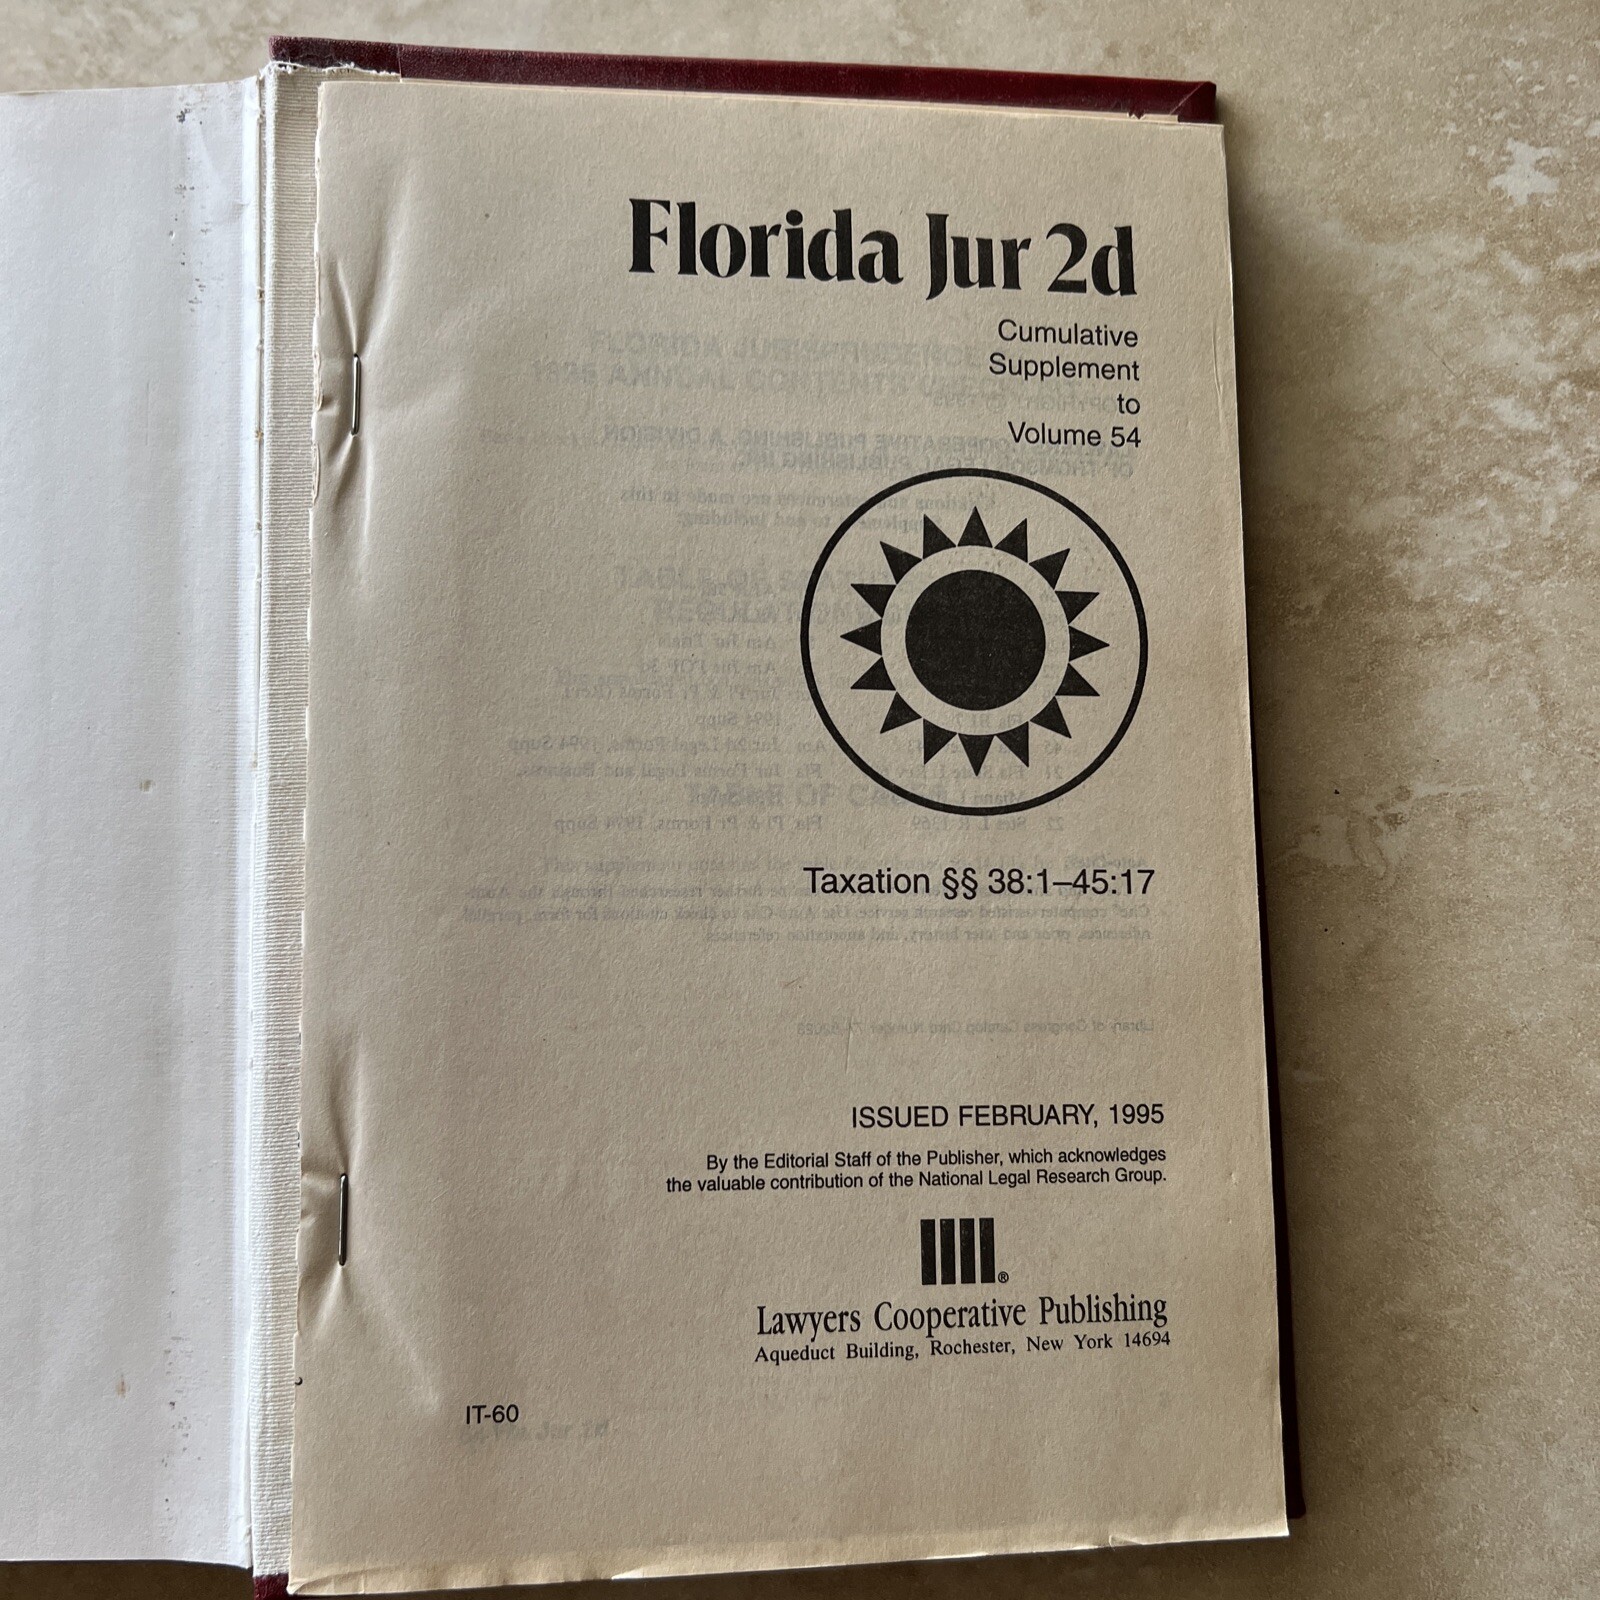 Florida Jur 2d
Cumulative
Supplement
to
Volume 54
Taxation §§ 38:1–45:17
ISSUED FEBRUARY, 1995
By the Editorial Staff of the Publisher, which acknowledges
the valuable contribution of the National Legal Research Group.
®
Lawyers Cooperative Publishing
Aqueduct Building, Rochester, New York 14694
IT-60